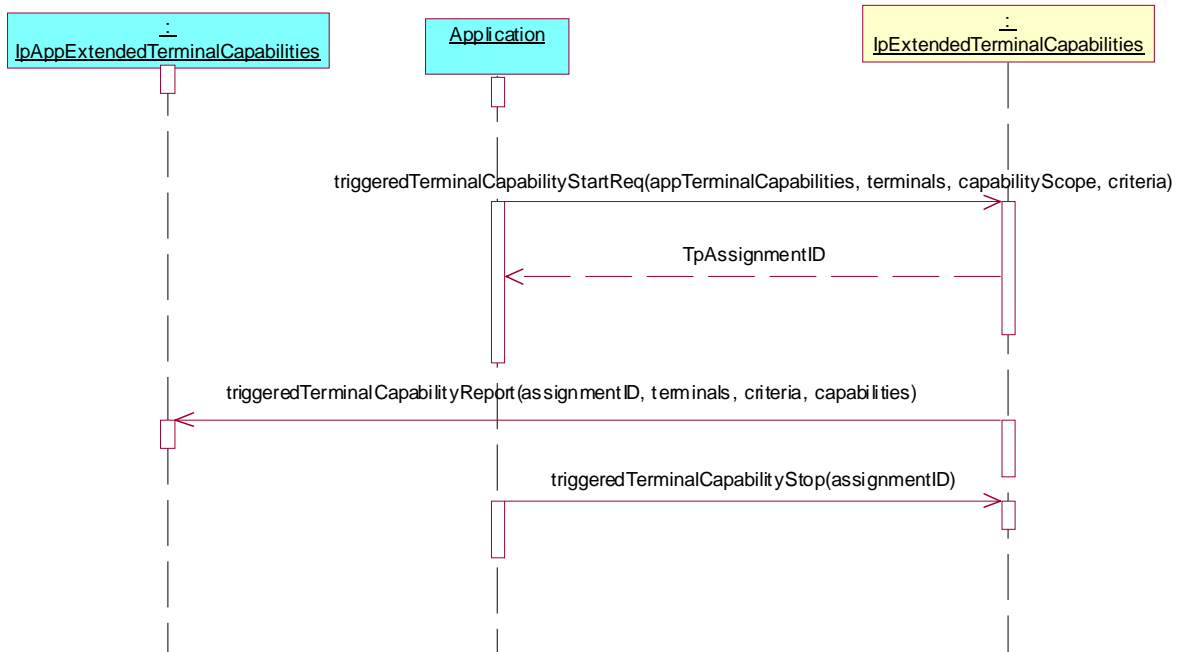 :
IpAppExtendedTerminalCapabilities
Application
:
IpExtendedTerminalCapabilities
triggeredTerminalCapabilityStartReq(appTerminalCapabilities, terminals, capabilityScope, criteria)
TpAssignmentID
triggeredTerminalCapabilityReport(assignmentID, terminals, criteria, capabilities)
triggeredTerminalCapabilityStop(assignmentID)